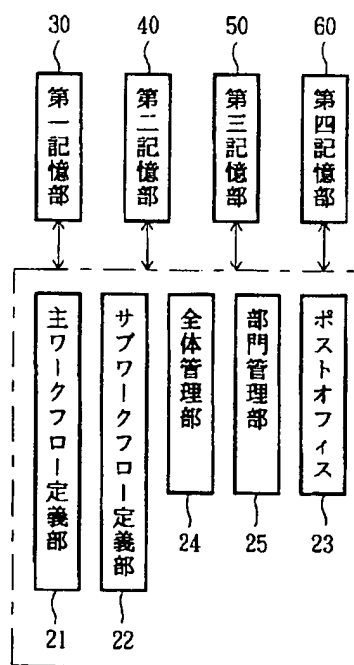 30
40
50
60
第一記憶部
第二記憶部
第三記憶部
第四記憶部
主ワークフロー定義部
サブワークフロー定義部
全体管理部
部門管理部
ポストオフィス
24
25
23
21
22